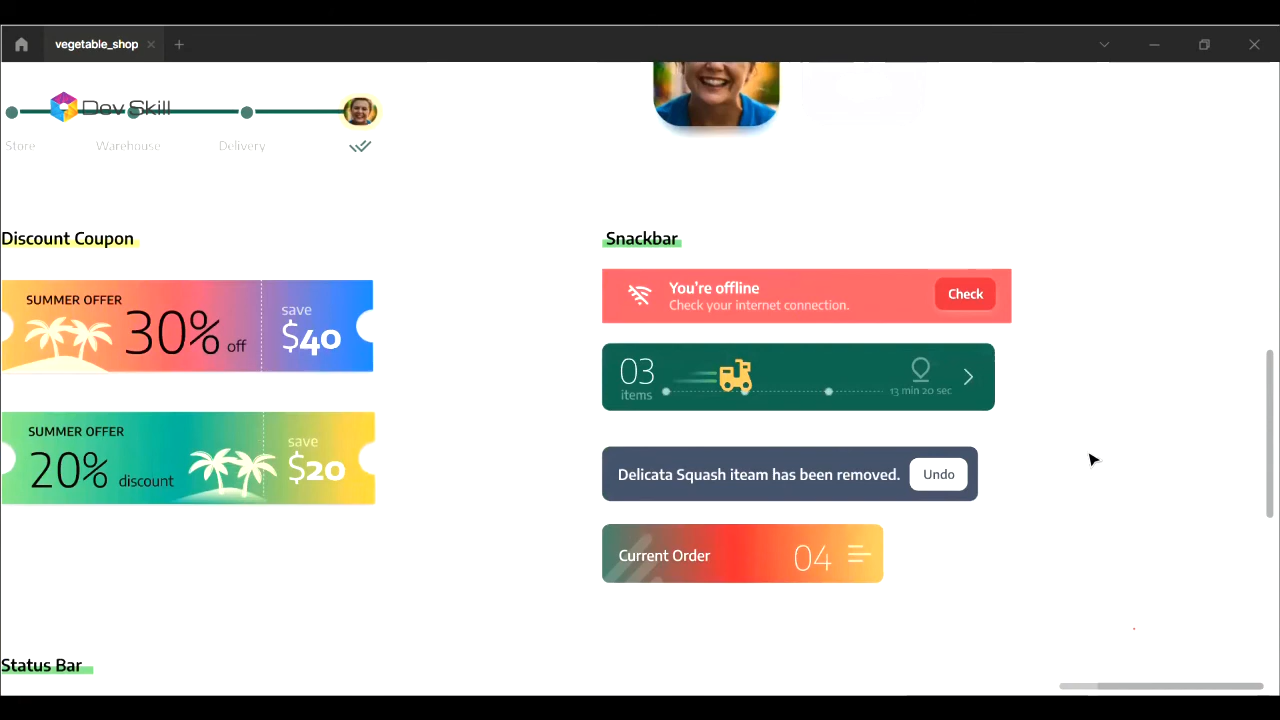 vegetable_shop
Dev Skill
Store
Warehouse
Delivery
Discount Coupon
SUMMER OFFER
30% off
save
$40
SUMMER OFFER
20% discount
save
$20
Snackbar
You're offline
Check your internet connection.
Check
03
items
13 min 20 sec
Delicata Squash iteam has been removed.
Undo
Current Order
04
Status Bar